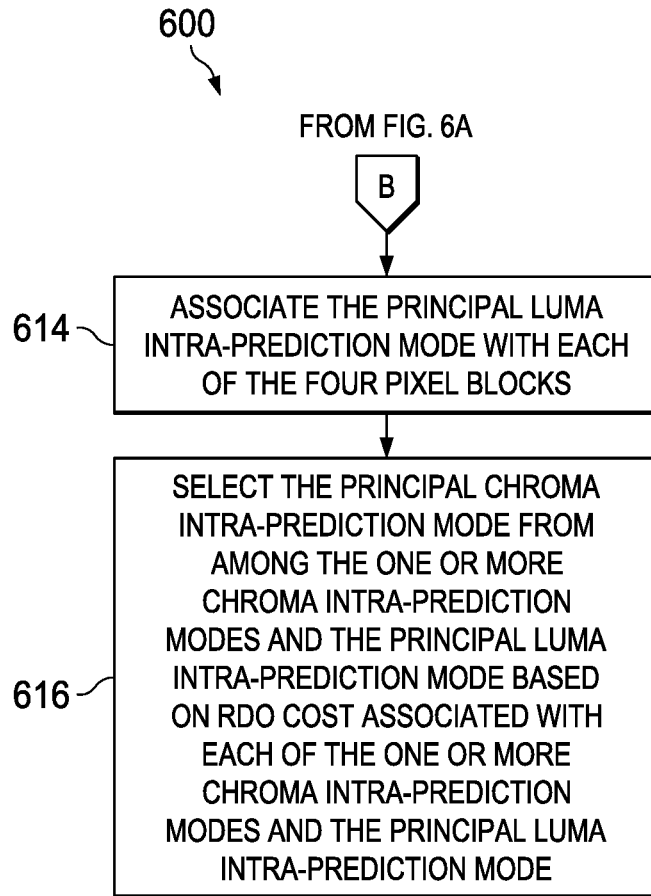 600
FROM FIG. 6A
B
614
ASSOCIATE THE PRINCIPAL LUMA
INTRA-PREDICTION MODE WITH EACH
OF THE FOUR PIXEL BLOCKS
616
SELECT THE PRINCIPAL CHROMA
INTRA-PREDICTION MODE FROM
AMONG THE ONE OR MORE
CHROMA INTRA-PREDICTION
MODES AND THE PRINCIPAL LUMA
INTRA-PREDICTION MODE BASED
ON RDO COST ASSOCIATED WITH
EACH OF THE ONE OR MORE
CHROMA INTRA-PREDICTION
MODES AND THE PRINCIPAL LUMA
INTRA-PREDICTION MODE